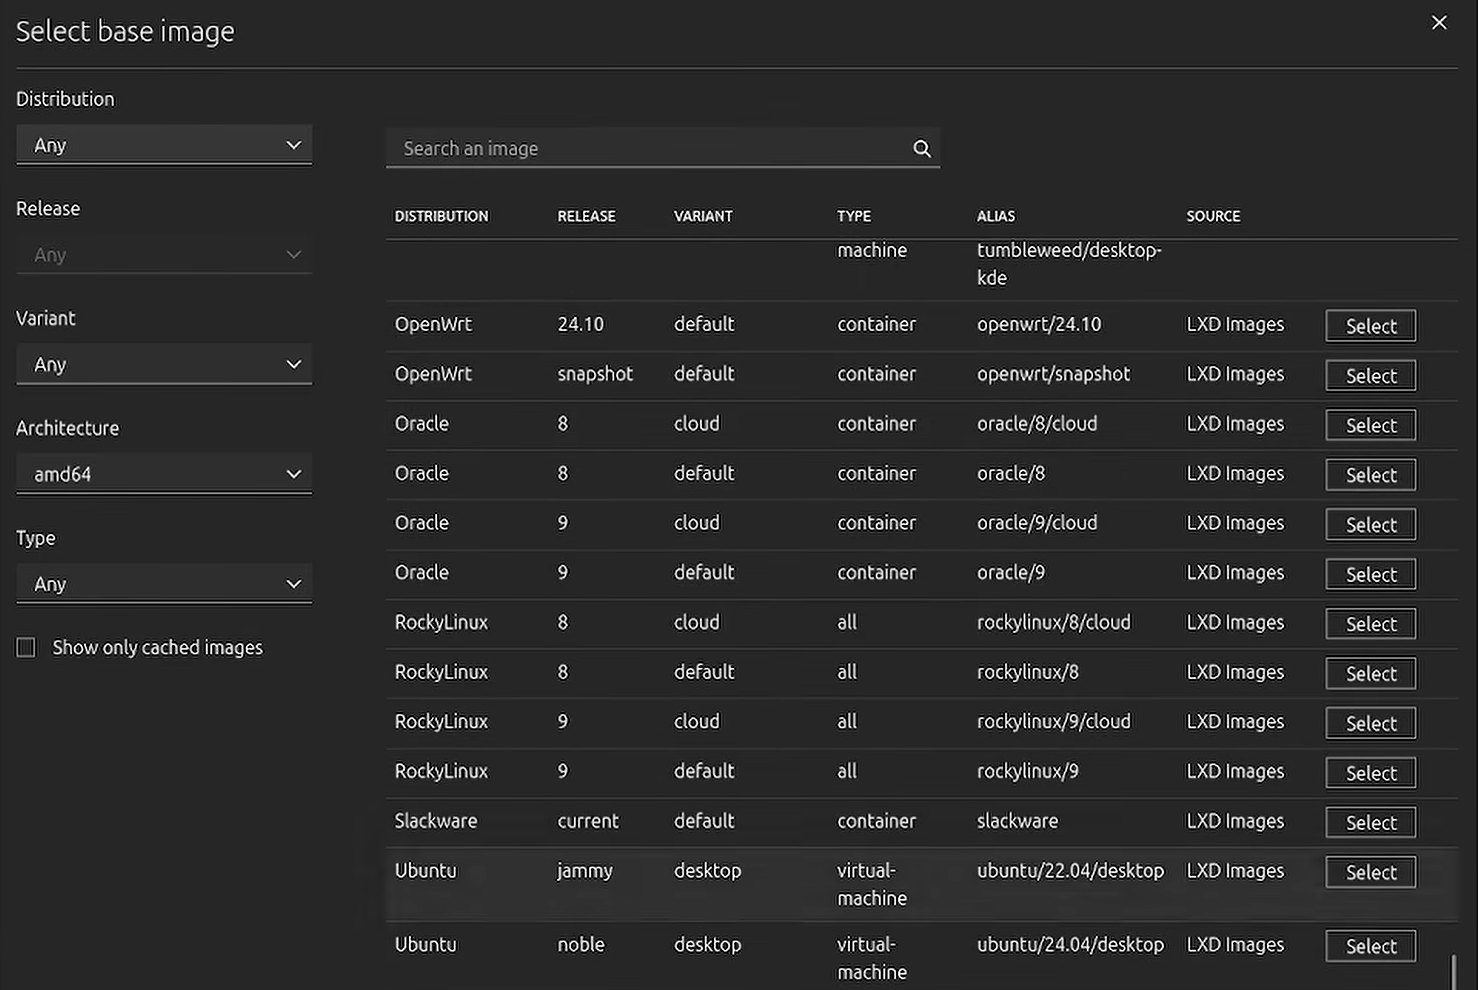 Select base image
Distribution
Any
Release
Any
Variant
Any
Architecture
amd64
Type
Any
Show only cached images
Search an image
DISTRIBUTION RELEASE VARIANT TYPE ALIAS SOURCE
machine tumbleweed/desktop-
kde
OpenWrt 24.10 default container openwrt/24.10 LXD Images Select
OpenWrt snapshot default container openwrt/snapshot LXD Images Select
Oracle 8 cloud container oracle/8/cloud LXD Images Select
Oracle 8 default container oracle/8 LXD Images Select
Oracle 9 cloud container oracle/9/cloud LXD Images Select
Oracle 9 default container oracle/9 LXD Images Select
RockyLinux 8 cloud all rockylinux/8/cloud LXD Images Select
RockyLinux 8 default all rockylinux/8 LXD Images Select
RockyLinux 9 cloud all rockylinux/9/cloud LXD Images Select
RockyLinux 9 default all rockylinux/9 LXD Images Select
Slackware current default container slackware LXD Images Select
Ubuntu jammy desktop virtual- ubuntu/22.04/desktop LXD Images Select
machine
Ubuntu noble desktop virtual- ubuntu/24.04/desktop LXD Images Select
machine